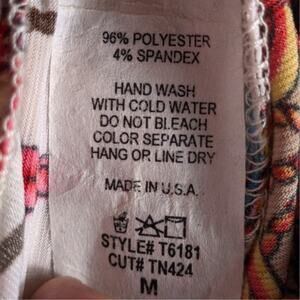 96% POLYESTER
4% SPANDEX
HAND WASH
WITH COLD WATER
DO NOT BLEACH
COLOR SEPARATE
HANG OR LINE DRY
MADE IN U.S.A.
STYLE# T6181
CUT# TN424
M